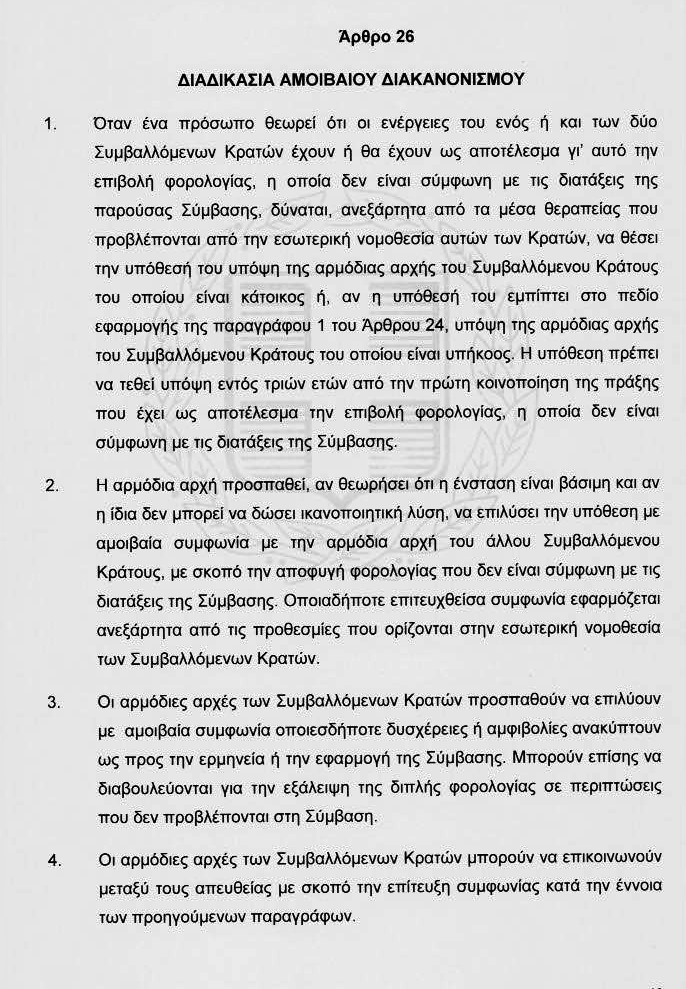 Άρθρο 26
ΔΙΑΔΙΚΑΣΙΑ ΑΜΟΙΒΑΙΟΥ ΔΙΑΚΑΝΟΝΙΣΜΟΥ
1. Όταν ένα πρόσωπο θεωρεί ότι οι ενέργειες του ενός ή και των δύο
Συμβαλλόμενων Κρατών έχουν ή θα έχουν ως αποτέλεσμα γι’ αυτό την
επιβολή φορολογίας, η οποία δεν είναι σύμφωνη με τις διατάξεις της
παρούσας Σύμβασης, δύναται, ανεξάρτητα από τα μέσα θεραπείας που
προβλέπονται από την εσωτερική νομοθεσία αυτών των Κρατών, να θέσει
την υπόθεσή του υπόψη της αρμόδιας αρχής του Συμβαλλόμενου Κράτους
του οποίου είναι κάτοικος ή, αν η υπόθεσή του εμπίπτει στο πεδίο
εφαρμογής της παραγράφου 1 του Άρθρου 24, υπόψη της αρμόδιας αρχής
του Συμβαλλόμενου Κράτους του οποίου είναι υπήκοος. Η υπόθεση πρέπει
να τεθεί υπόψη εντός τριών ετών από την πρώτη κοινοποίηση της πράξης
που έχει ως αποτέλεσμα την επιβολή φορολογίας, η οποία δεν είναι
σύμφωνη με τις διατάξεις της Σύμβασης.
2. Η αρμόδια αρχή προσπαθεί, αν θεωρήσει ότι η ένσταση είναι βάσιμη και αν
η ίδια δεν μπορεί να δώσει ικανοποιητική λύση, να επιλύσει την υπόθεση με
αμοιβαία συμφωνία με την αρμόδια αρχή του άλλου Συμβαλλόμενου
Κράτους, με σκοπό την αποφυγή φορολογίας που δεν είναι σύμφωνη με τις
διατάξεις της Σύμβασης. Οποιαδήποτε επιτευχθείσα συμφωνία εφαρμόζεται
ανεξάρτητα από τις προθεσμίες που ορίζονται στην εσωτερική νομοθεσία
των Συμβαλλόμενων Κρατών.
3. Οι αρμόδιες αρχές των Συμβαλλόμενων Κρατών προσπαθούν να επιλύουν
με αμοιβαία συμφωνία οποιεσδήποτε δυσχέρειες ή αμφιβολίες ανακύπτουν
ως προς την ερμηνεία ή την εφαρμογή της Σύμβασης. Μπορούν επίσης να
διαβουλεύονται για την εξάλειψη της διπλής φορολογίας σε περιπτώσεις
που δεν προβλέπονται στη Σύμβαση.
4. Οι αρμόδιες αρχές των Συμβαλλόμενων Κρατών μπορούν να επικοινωνούν
μεταξύ τους απευθείας με σκοπό την επίτευξη συμφωνίας κατά την έννοια
των προηγούμενων παραγράφων.